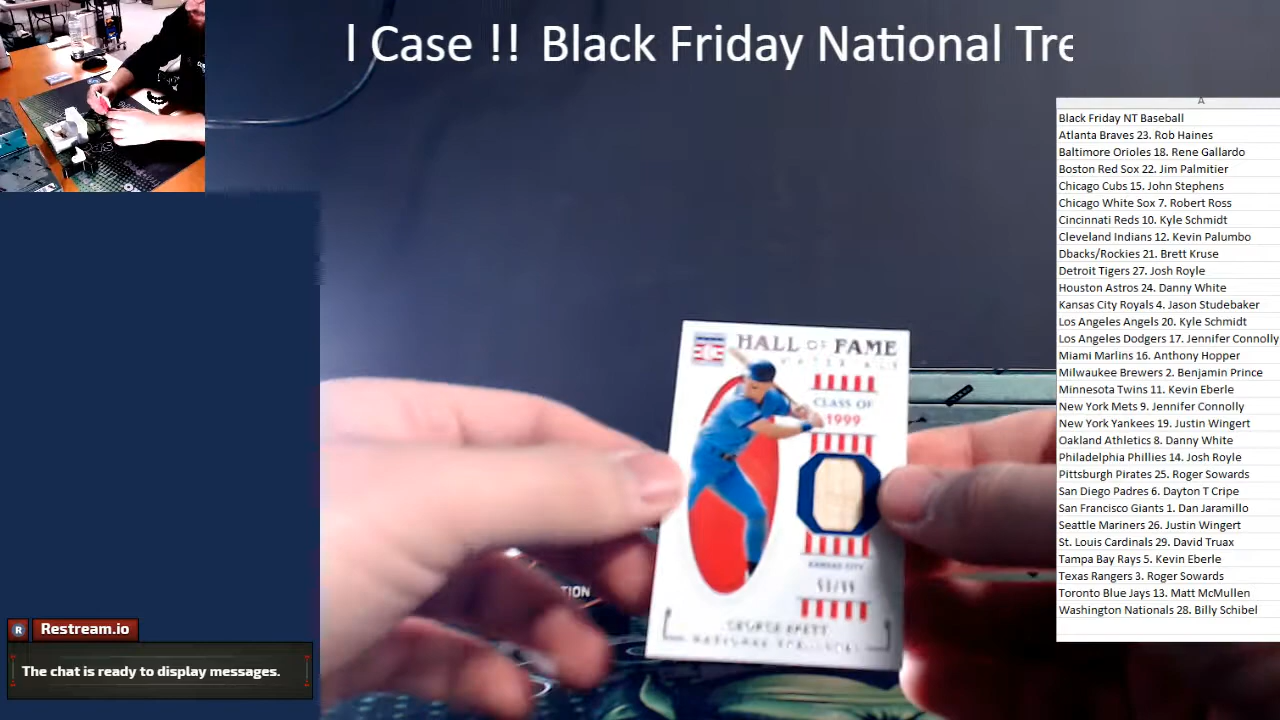 l Case !! Black Friday National Tre
A
Black Friday NT Baseball
Atlanta Braves 23. Rob Haines
Baltimore Orioles 18. Rene Gallardo
Boston Red Sox 22. Jim Palmitier
Chicago Cubs 15. John Stephens
Chicago White Sox 7. Robert Ross
Cincinnati Reds 10. Kyle Schmidt
Cleveland Indians 12. Kevin Palumbo
Dbacks/Rockies 21. Brett Kruse
Detroit Tigers 27. Josh Royle
Houston Astros 24. Danny White
Kansas City Royals 4. Jason Studebaker
Los Angeles Angels 20. Kyle Schmidt
Los Angeles Dodgers 17. Jennifer Connolly
Miami Marlins 16. Anthony Hopper
Milwaukee Brewers 2. Benjamin Prince
Minnesota Twins 11. Kevin Eberle
New York Mets 9. Jennifer Connolly
New York Yankees 19. Justin Wingert
Oakland Athletics 8. Danny White
Philadelphia Phillies 14. Josh Royle
Pittsburgh Pirates 25. Roger Sowards
San Diego Padres 6. Dayton T Cripe
San Francisco Giants 1. Dan Jaramillo
Seattle Mariners 26. Justin Wingert
St. Louis Cardinals 29. David Truax
Tampa Bay Rays 5. Kevin Eberle
Texas Rangers 3. Roger Sowards
Toronto Blue Jays 13. Matt McMullen
Washington Nationals 28. Billy Schibel
HALL OF FAME
CLASS OF
1999
KANSAS CITY
GEORGE BRETT
R Restream.io
The chat is ready to display messages.